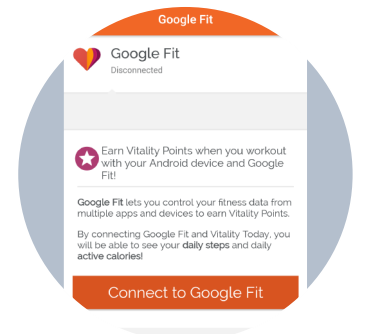 Google Fit
Google Fit
Disconnected
Earn Vitality Points when you workout
with your Android device and Google
Fit!
Google Fit lets you control your fitness data from
multiple apps and devices to earn Vitality Points.
By connecting Google Fit and Vitality Today, you
will be able to see your daily steps and daily
active calories!
Connect to Google Fit